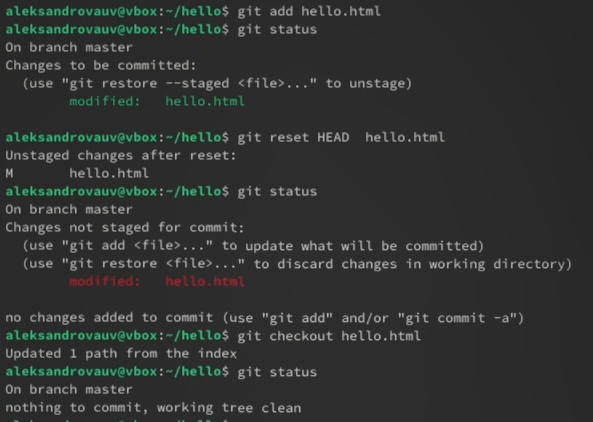 aleksandrovauv@vbox:~/hello$ git add hello.html
aleksandrovauv@vbox:~/hello$ git status
On branch master
Changes to be committed:
  (use "git restore --staged <file>..." to unstage)
        modified:   hello.html

aleksandrovauv@vbox:~/hello$ git reset HEAD  hello.html
Unstaged changes after reset:
M       hello.html
aleksandrovauv@vbox:~/hello$ git status
On branch master
Changes not staged for commit:
  (use "git add <file>..." to update what will be committed)
  (use "git restore <file>..." to discard changes in working directory)
        modified:   hello.html

no changes added to commit (use "git add" and/or "git commit -a")
aleksandrovauv@vbox:~/hello$ git checkout hello.html
Updated 1 path from the index
aleksandrovauv@vbox:~/hello$ git status
On branch master
nothing to commit, working tree clean